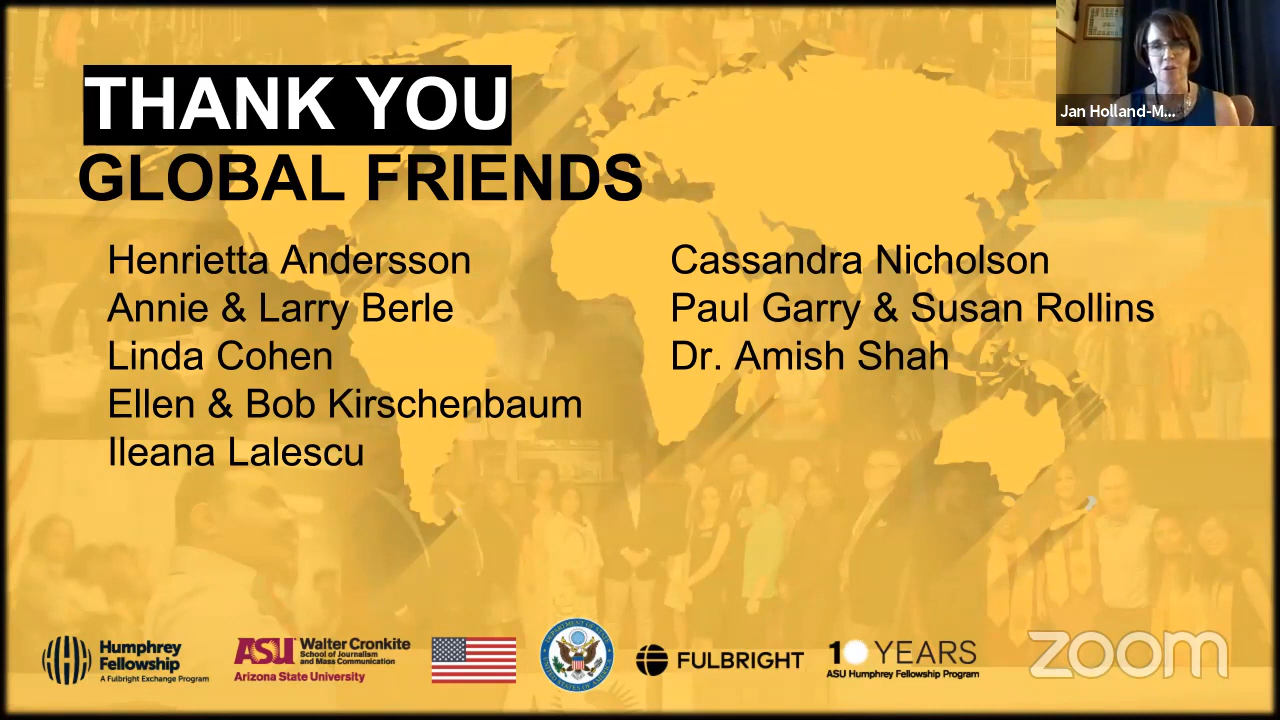 THANK YOU
GLOBAL FRIENDS
Henrietta Andersson
Annie & Larry Berle
Linda Cohen
Ellen & Bob Kirschenbaum
Ileana Lalescu
Cassandra Nicholson
Paul Garry & Susan Rollins
Dr. Amish Shah
Jan Holland-M...
Humphrey
Fellowship
A Fulbright Exchange Program
ASU Walter Cronkite
School of Journalism
and Mass Communication
Arizona State University
FULBRIGHT
10 YEARS
ASU Humphrey Fellowship Program
zoom